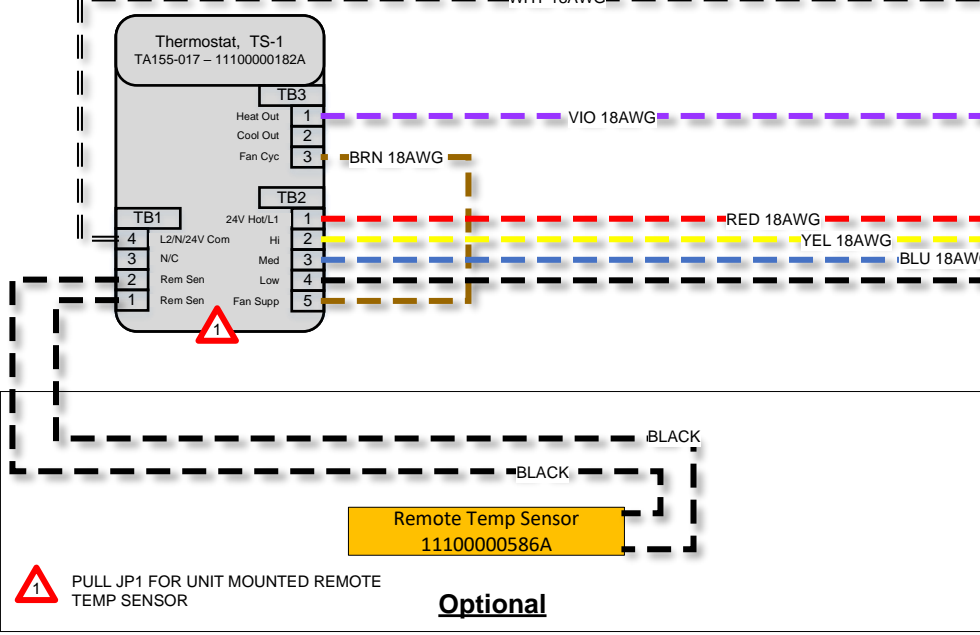 WHT 18AWG
Thermostat, TS-1
TA155-017 – 11100000182A
TB3
Heat Out 1
VIO 18AWG
Cool Out 2
Fan Cyc 3
BRN 18AWG
TB2
TB1
24V Hot/L1 1
RED 18AWG
4 L2/N/24V Com
Hi 2
YEL 18AWG
3 N/C
Med 3
BLU 18AWG
2 Rem Sen
Low 4
1 Rem Sen
Fan Supp 5
1
BLACK
BLACK
Remote Temp Sensor
11100000586A
1
PULL JP1 FOR UNIT MOUNTED REMOTE
TEMP SENSOR
Optional